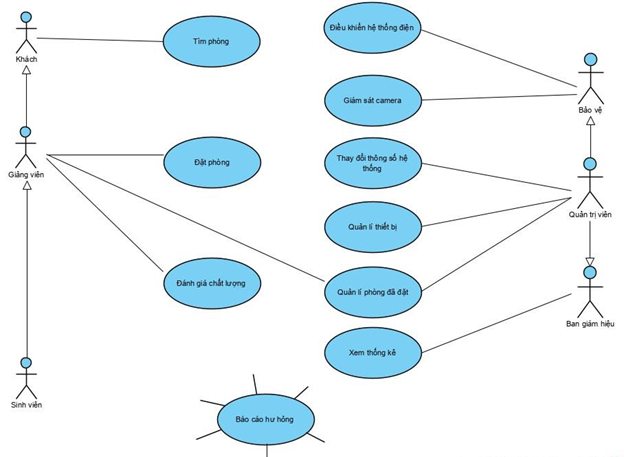 Khách
Tìm phòng
Điều khiển hệ thống điện
Giám sát camera
Bảo vệ
Giảng viên
Đặt phòng
Thay đổi thông số hệ
thống
Quản trị viên
Quản lí thiết bị
Đánh giá chất lượng
Quản lí phòng đã đặt
Ban giám hiệu
Xem thống kê
Sinh viên
Báo cáo hư hỏng